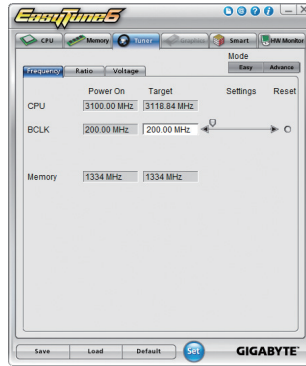 EasyTune6
CPU Memory Tuner Graphics Smart HW Monitor
Mode
Easy Advance
Frequency Ratio Voltage
Power On Target Settings Reset
CPU 3100.00 MHz 3118.84 MHz
BCLK 200.00 MHz 200.00 MHz
Memory 1334 MHz 1334 MHz
Save Load Default Set GIGABYTE™